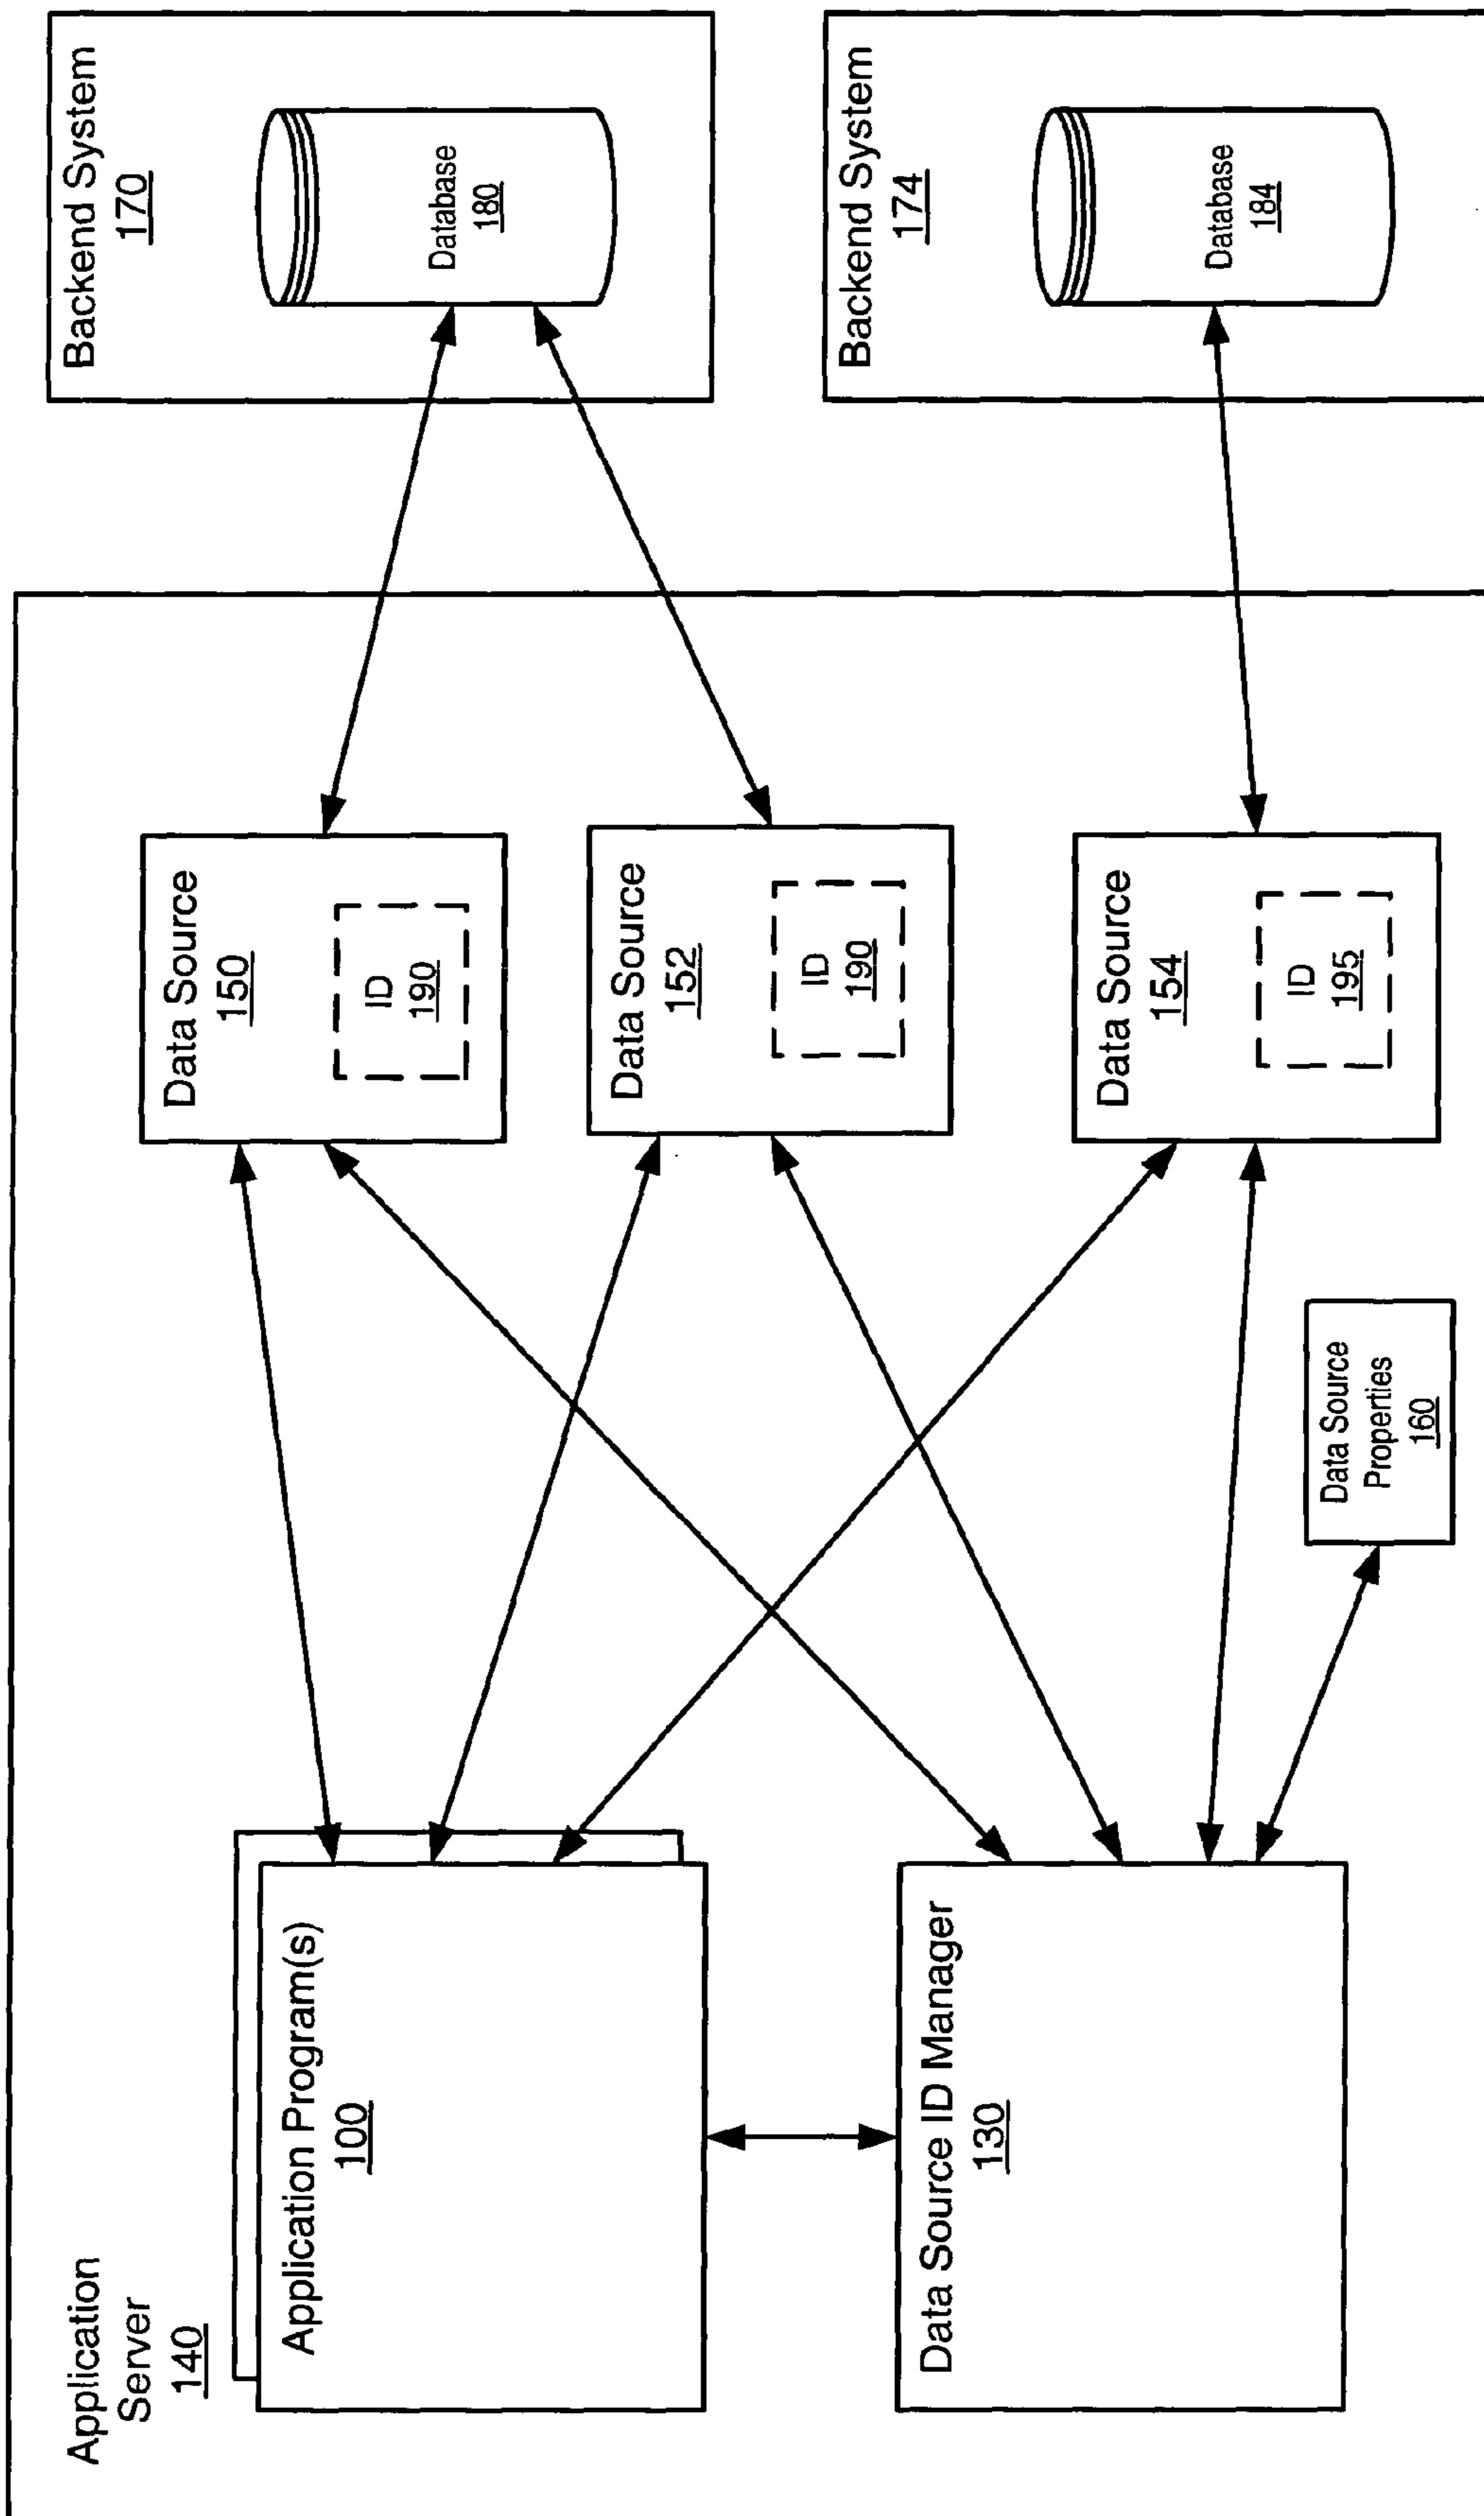 Application
Server
140
Application Program(s)
100
Data Source ID Manager
130
Data Source
150
ID
190
Data Source
152
ID
190
Data Source
154
ID
195
Data Source
Properties
160
Backend System
170
Database
180
Backend System
174
Database
184